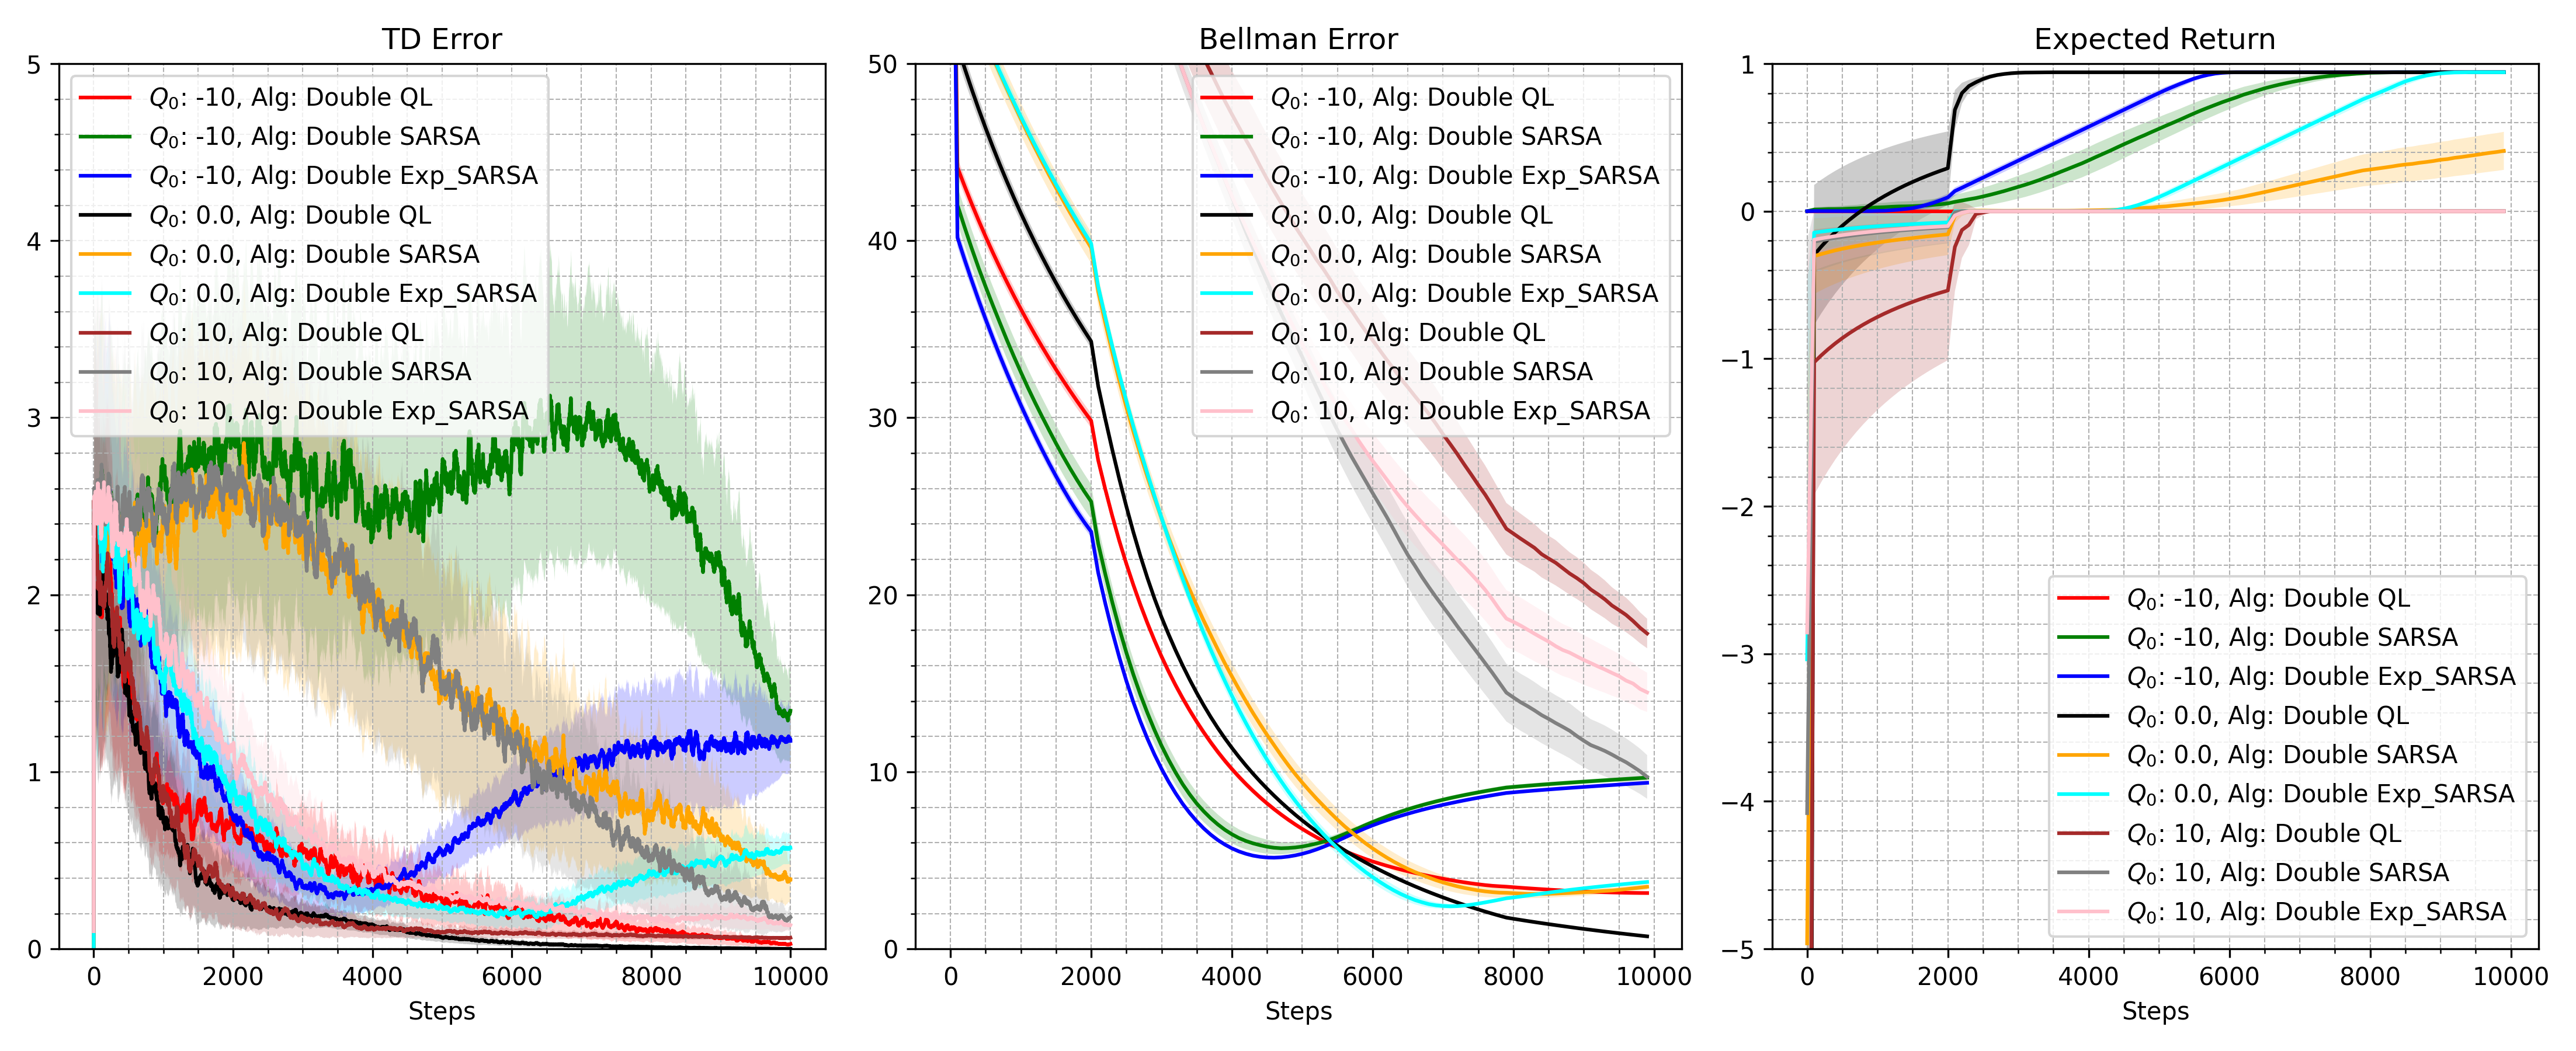 TD Error
5
4
3
2
1
0
Q₀: -10, Alg: Double QL
Q₀: -10, Alg: Double SARSA
Q₀: -10, Alg: Double Exp_SARSA
Q₀: 0.0, Alg: Double QL
Q₀: 0.0, Alg: Double SARSA
Q₀: 0.0, Alg: Double Exp_SARSA
Q₀: 10, Alg: Double QL
Q₀: 10, Alg: Double SARSA
Q₀: 10, Alg: Double Exp_SARSA
0 2000 4000 6000 8000 10000
Steps
Bellman Error
50
40
30
20
10
0
Q₀: -10, Alg: Double QL
Q₀: -10, Alg: Double SARSA
Q₀: -10, Alg: Double Exp_SARSA
Q₀: 0.0, Alg: Double QL
Q₀: 0.0, Alg: Double SARSA
Q₀: 0.0, Alg: Double Exp_SARSA
Q₀: 10, Alg: Double QL
Q₀: 10, Alg: Double SARSA
Q₀: 10, Alg: Double Exp_SARSA
0 2000 4000 6000 8000 10000
Steps
Expected Return
1
0
−1
−2
−3
−4
−5
Q₀: -10, Alg: Double QL
Q₀: -10, Alg: Double SARSA
Q₀: -10, Alg: Double Exp_SARSA
Q₀: 0.0, Alg: Double QL
Q₀: 0.0, Alg: Double SARSA
Q₀: 0.0, Alg: Double Exp_SARSA
Q₀: 10, Alg: Double QL
Q₀: 10, Alg: Double SARSA
Q₀: 10, Alg: Double Exp_SARSA
0 2000 4000 6000 8000 10000
Steps